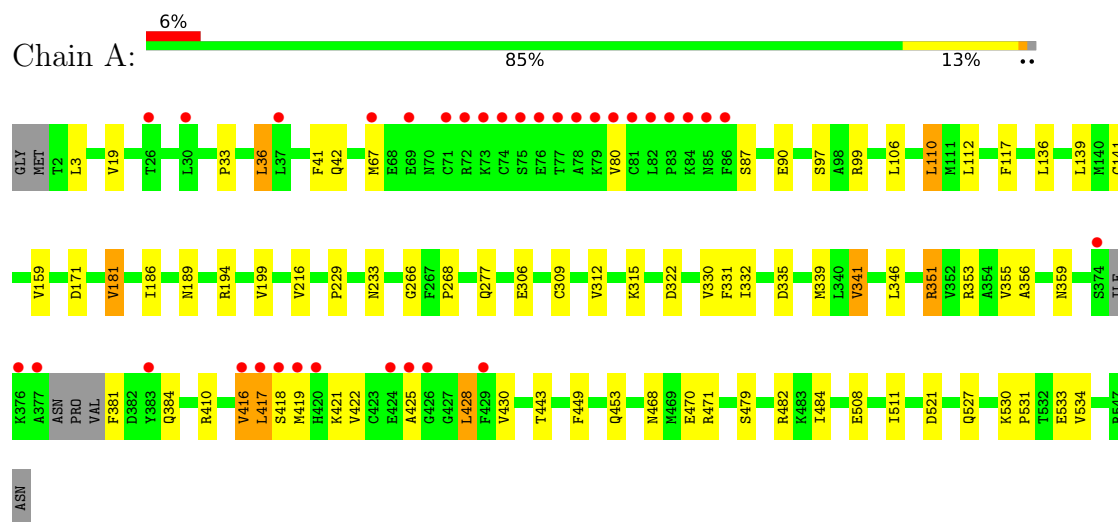 6%
Chain A:
85% 13% ••
GLY MET T2 L3 V19 T26 L30 P33 L36 L37 F41 Q42 M67 E68 E69 N70 C71 R72 K73 C74 S75 E76 T77 A78 K79 V80 C81 L82 P83 K84 N85 F86 S87 E90 S97 A98 R99 L106 L110 M111 L112 F117 L136 L139 M140 C141
V159 D171 V181 I186 N189 R194 V199 V216 P229 N233 G266 F267 P268 Q277 E306 C309 V312 K315 D322 V330 F331 I332 D335 M339 L340 V341 L346 R351 V352 R353 A354 V355 A356 N359 S374 ILE
K376 A377 ASN PRO VAL F381 D382 Y383 Q384 R410 V416 L417 S418 M419 H420 K421 V422 C423 E424 A425 G426 G427 L428 F429 V430 T443 F449 Q453 N468 M469 E470 R471 S479 R482 K483 I484 E508 I511 D521 Q527 K530 P531 T532 E533 V534
ASN